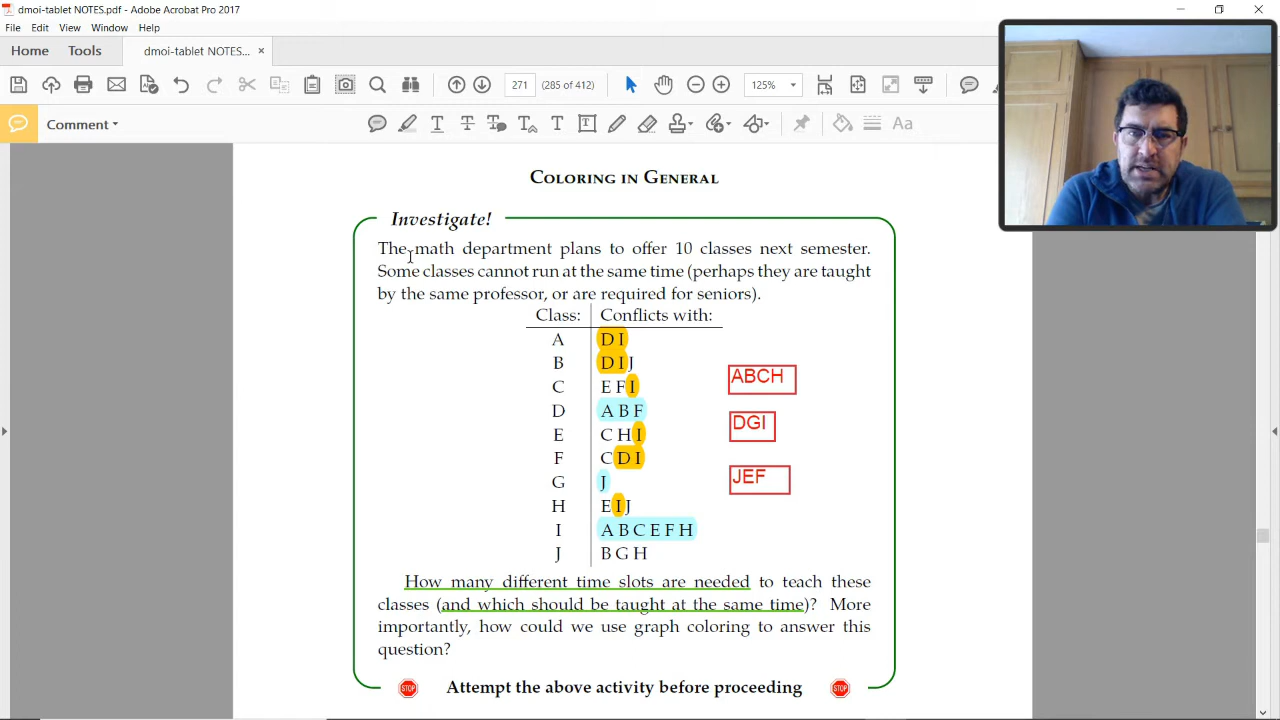 dmoi-tablet NOTES.pdf - Adobe Acrobat Pro 2017
File Edit View Window Help
Home Tools dmoi-tablet NOTES... ×
271 (285 of 412) 125%
Comment
Aa
COLORING IN GENERAL
Investigate!
The math department plans to offer 10 classes next semester.
Some classes cannot run at the same time (perhaps they are taught
by the same professor, or are required for seniors).
Class: Conflicts with:
A D I
B D I J
C E F I
ABCH
D A B F
DGI
E C H I
F C D I
JEF
G J
H E I J
I A B C E F H
J B G H
How many different time slots are needed to teach these
classes (and which should be taught at the same time)? More
importantly, how could we use graph coloring to answer this
question?
STOP Attempt the above activity before proceeding STOP